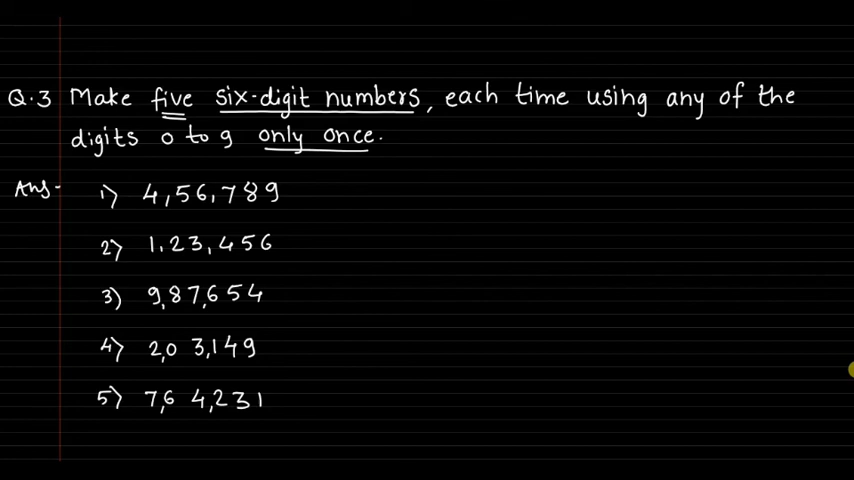 Q.3 Make five six-digit numbers, each time using any of the
digits 0 to 9 only once.
Ans- 1) 4,56,789
2) 1,23,456
3) 9,87,654
4) 2,03,149
5) 7,64,231